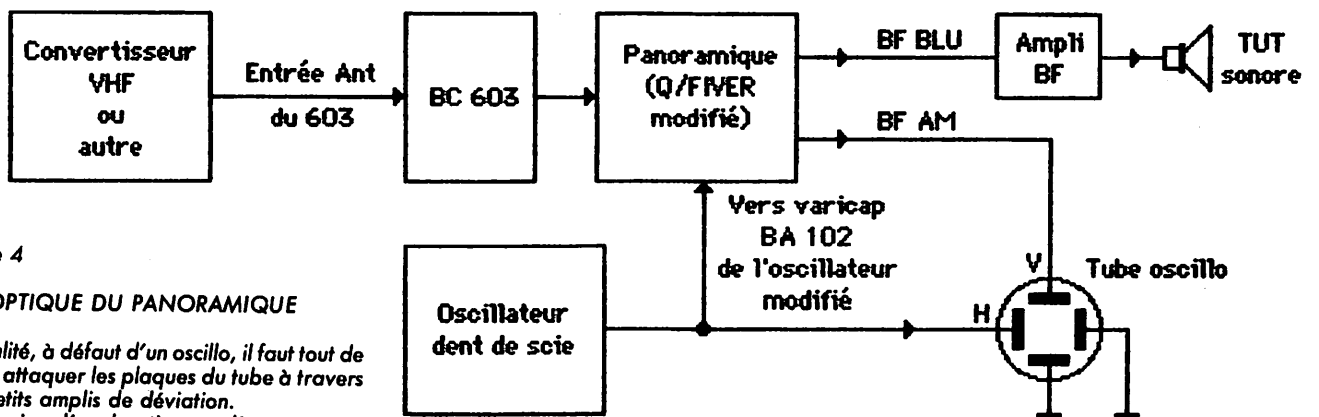 Convertisseur
VHF
ou
autre
Entrée Ant
du 603
BC 603
Panoramique
(Q/FIVER
modifié)
BF BLU
Ampli
BF
TUT
sonore
BF AM
Vers varicap
BA 102
de l'oscillateur
modifié
Oscillateur
dent de scie
V
Tube oscillo
H
4
OPTIQUE DU PANORAMIQUE
à défaut d'un oscillo, il faut tout de
attaquer les plaques du tube à travers
amplis de déviation.